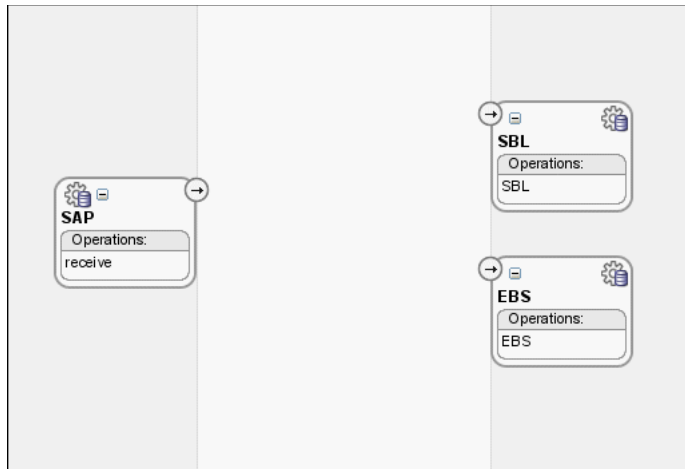 SAP
Operations:
receive
SBL
Operations:
SBL
EBS
Operations:
EBS